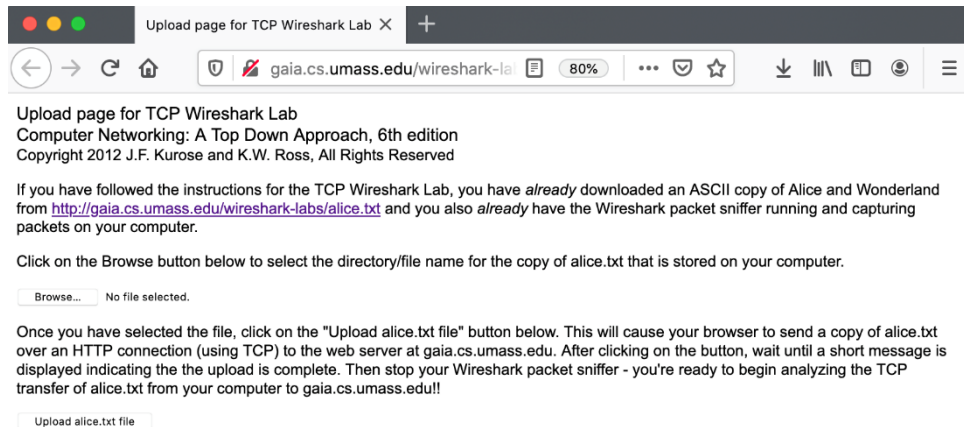 Upload page for TCP Wireshark Lab
gaia.cs.umass.edu/wireshark-la
80%
Upload page for TCP Wireshark Lab
Computer Networking: A Top Down Approach, 6th edition
Copyright 2012 J.F. Kurose and K.W. Ross, All Rights Reserved
If you have followed the instructions for the TCP Wireshark Lab, you have already downloaded an ASCII copy of Alice and Wonderland
from http://gaia.cs.umass.edu/wireshark-labs/alice.txt and you also already have the Wireshark packet sniffer running and capturing
packets on your computer.
Click on the Browse button below to select the directory/file name for the copy of alice.txt that is stored on your computer.
Browse... No file selected.
Once you have selected the file, click on the "Upload alice.txt file" button below. This will cause your browser to send a copy of alice.txt
over an HTTP connection (using TCP) to the web server at gaia.cs.umass.edu. After clicking on the button, wait until a short message is
displayed indicating the the upload is complete. Then stop your Wireshark packet sniffer - you're ready to begin analyzing the TCP
transfer of alice.txt from your computer to gaia.cs.umass.edu!!
Upload alice.txt file